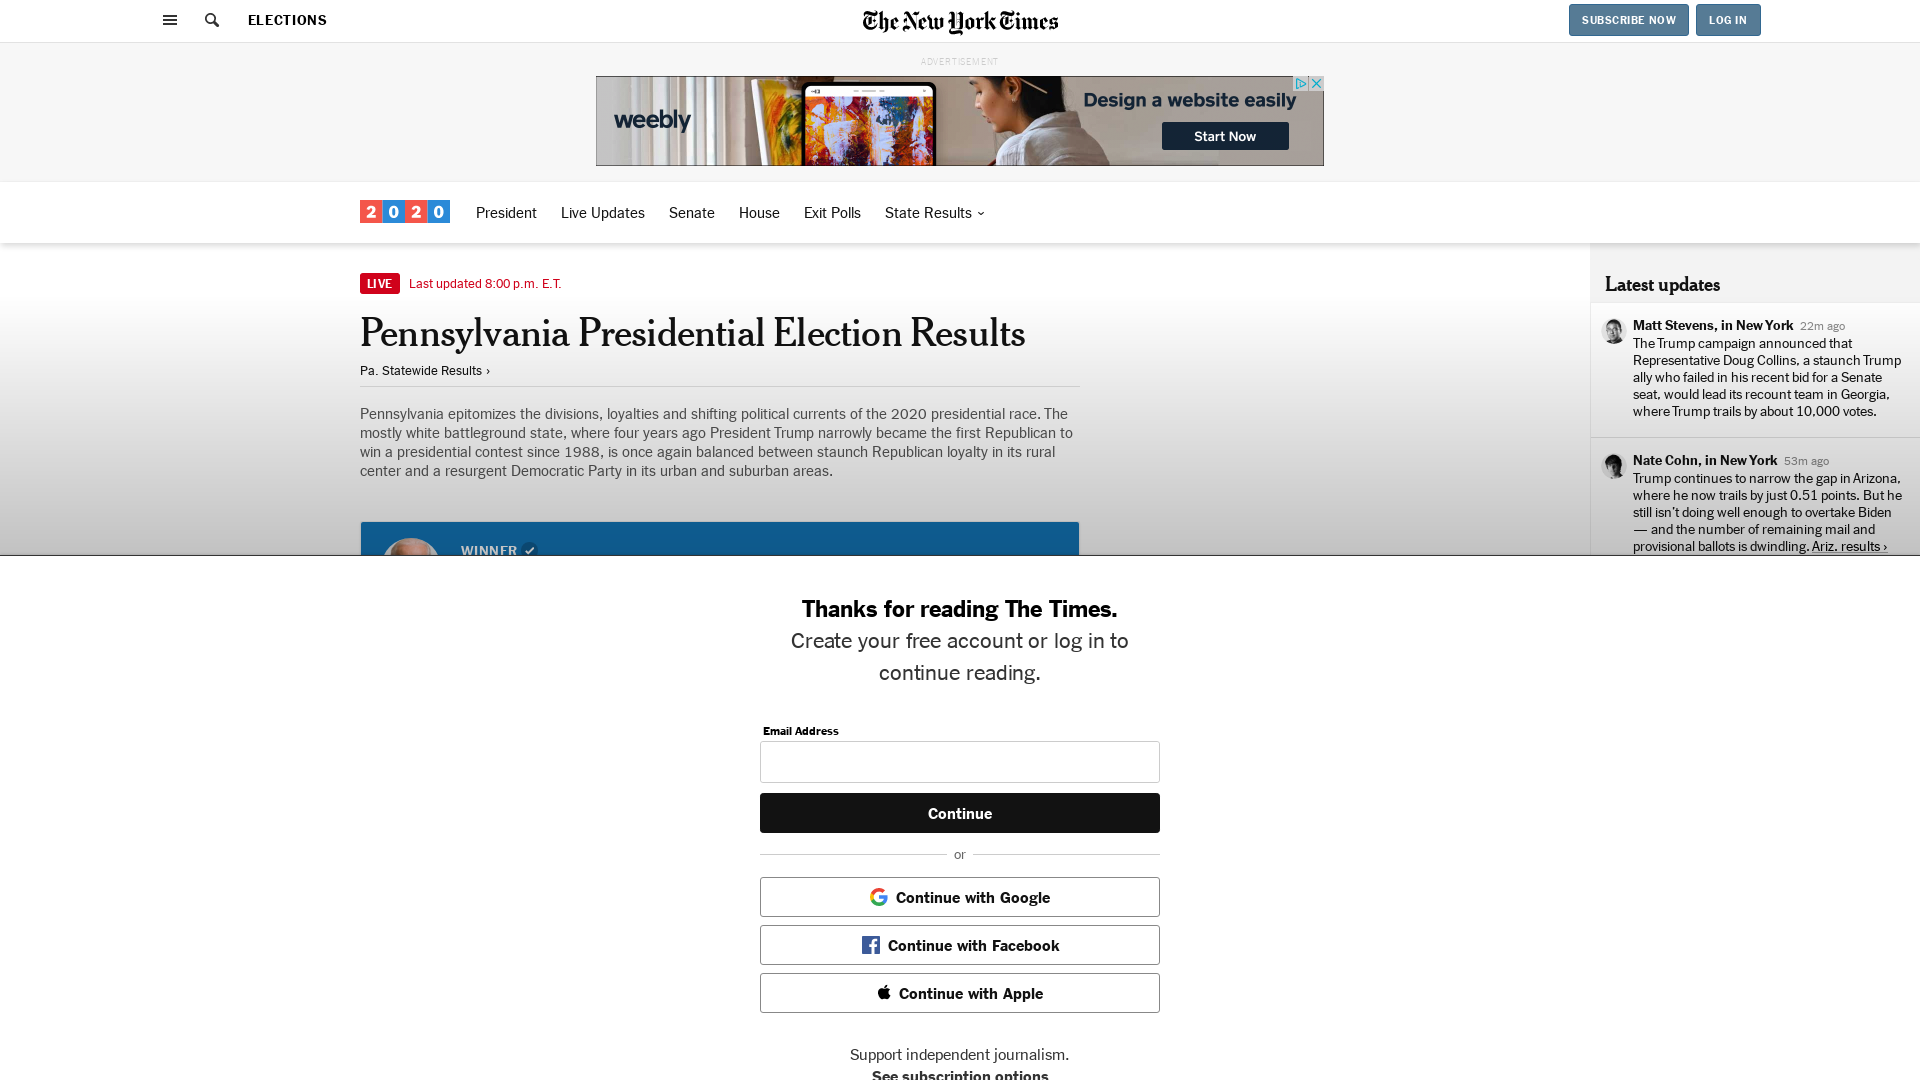 ELECTIONS
The New York Times
SUBSCRIBE NOW
LOG IN
ADVERTISEMENT
weebly
Design a website easily
Start Now
2020
President
Live Updates
Senate
House
Exit Polls
State Results
LIVE
Last updated 8:00 p.m. E.T.
Pennsylvania Presidential Election Results
Pa. Statewide Results ›
Pennsylvania epitomizes the divisions, loyalties and shifting political currents of the 2020 presidential race. The
mostly white battleground state, where four years ago President Trump narrowly became the first Republican to
win a presidential contest since 1988, is once again balanced between staunch Republican loyalty in its rural
center and a resurgent Democratic Party in its urban and suburban areas.
WINNER
Latest updates
Matt Stevens, in New York 22m ago
The Trump campaign announced that
Representative Doug Collins, a staunch Trump
ally who failed in his recent bid for a Senate
seat, would lead its recount team in Georgia,
where Trump trails by about 10,000 votes.
Nate Cohn, in New York 53m ago
Trump continues to narrow the gap in Arizona,
where he now trails by just 0.51 points. But he
still isn't doing well enough to overtake Biden
— and the number of remaining mail and
provisional ballots is dwindling. Ariz. results ›
Thanks for reading The Times.
Create your free account or log in to
continue reading.
Email Address
Continue
or
Continue with Google
Continue with Facebook
Continue with Apple
Support independent journalism.
See subscription options